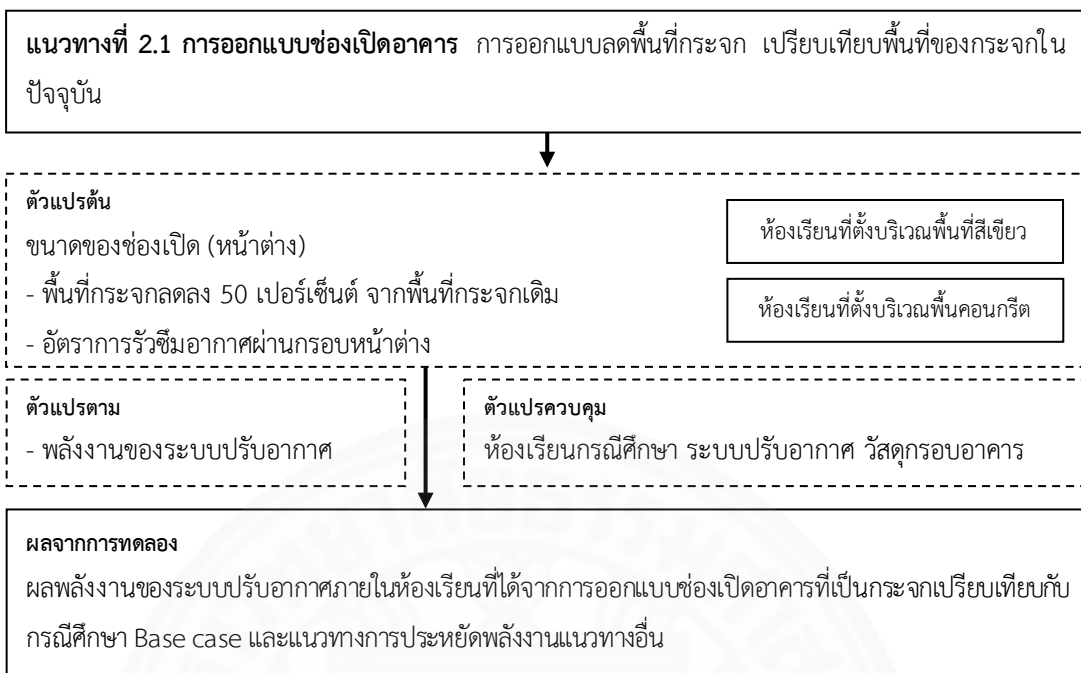 แนวทางที่ 2.1 การออกแบบช่องเปิดอาคาร การออกแบบลดพื้นที่กระจก เปรียบเทียบพื้นที่ของกระจกใน
ปัจจุบัน
ตัวแปรต้น
ขนาดของช่องเปิด (หน้าต่าง)
- พื้นที่กระจกลดลง 50 เปอร์เซ็นต์ จากพื้นที่กระจกเดิม
- อัตราการรัวซึมอากาศผ่านกรอบหน้าต่าง
ห้องเรียนที่ตั้งบริเวณพื้นที่สีเขียว
ห้องเรียนที่ตั้งบริเวณพื้นคอนกรีต
ตัวแปรตาม
- พลังงานของระบบปรับอากาศ
ตัวแปรควบคุม
ห้องเรียนกรณีศึกษา ระบบปรับอากาศ วัสดุกรอบอาคาร
ผลจากการทดลอง
ผลพลังงานของระบบปรับอากาศภายในห้องเรียนที่ได้จากการออกแบบช่องเปิดอาคารที่เป็นกระจกเปรียบเทียบกับ
กรณีศึกษา Base case และแนวทางการประหยัดพลังงานแนวทางอื่น